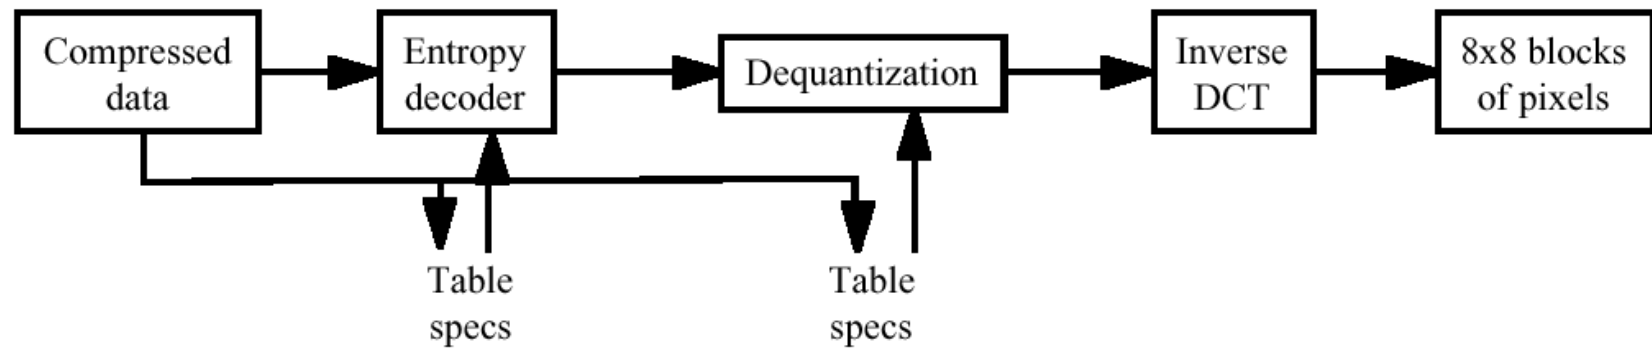 Compressed
data
Entropy
decoder
Dequantization
Inverse
DCT
8x8 blocks
of pixels
Table
specs
Table
specs